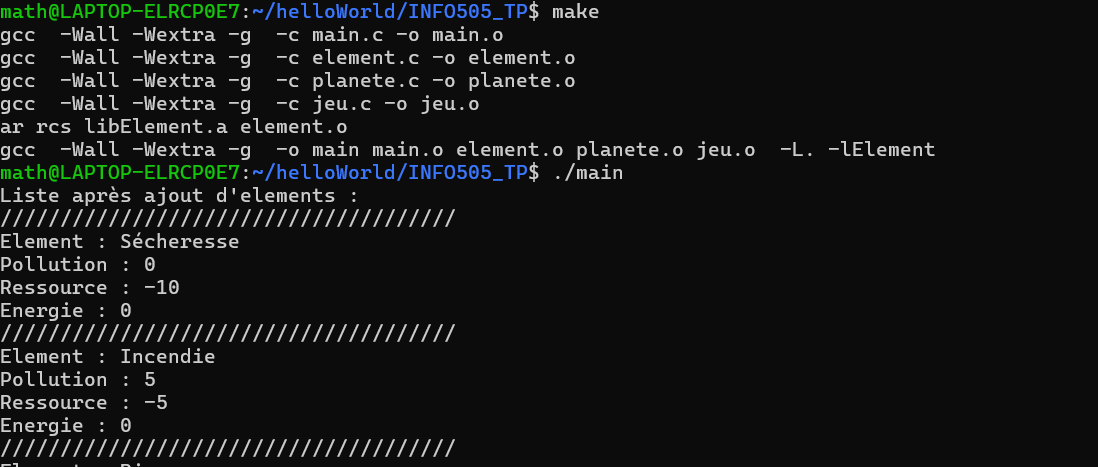 math@LAPTOP-ELRCP0E7:~/helloWorld/INFO505_TP$ make
gcc  -Wall -Wextra -g  -c main.c -o main.o
gcc  -Wall -Wextra -g  -c element.c -o element.o
gcc  -Wall -Wextra -g  -c planete.c -o planete.o
gcc  -Wall -Wextra -g  -c jeu.c -o jeu.o
ar rcs libElement.a element.o
gcc  -Wall -Wextra -g  -o main main.o element.o planete.o jeu.o  -L. -lElement
math@LAPTOP-ELRCP0E7:~/helloWorld/INFO505_TP$ ./main
Liste après ajout d'elements :
//////////////////////////////////////
Element : Sécheresse
Pollution : 0
Ressource : -10
Energie : 0
//////////////////////////////////////
Element : Incendie
Pollution : 5
Ressource : -5
Energie : 0
//////////////////////////////////////